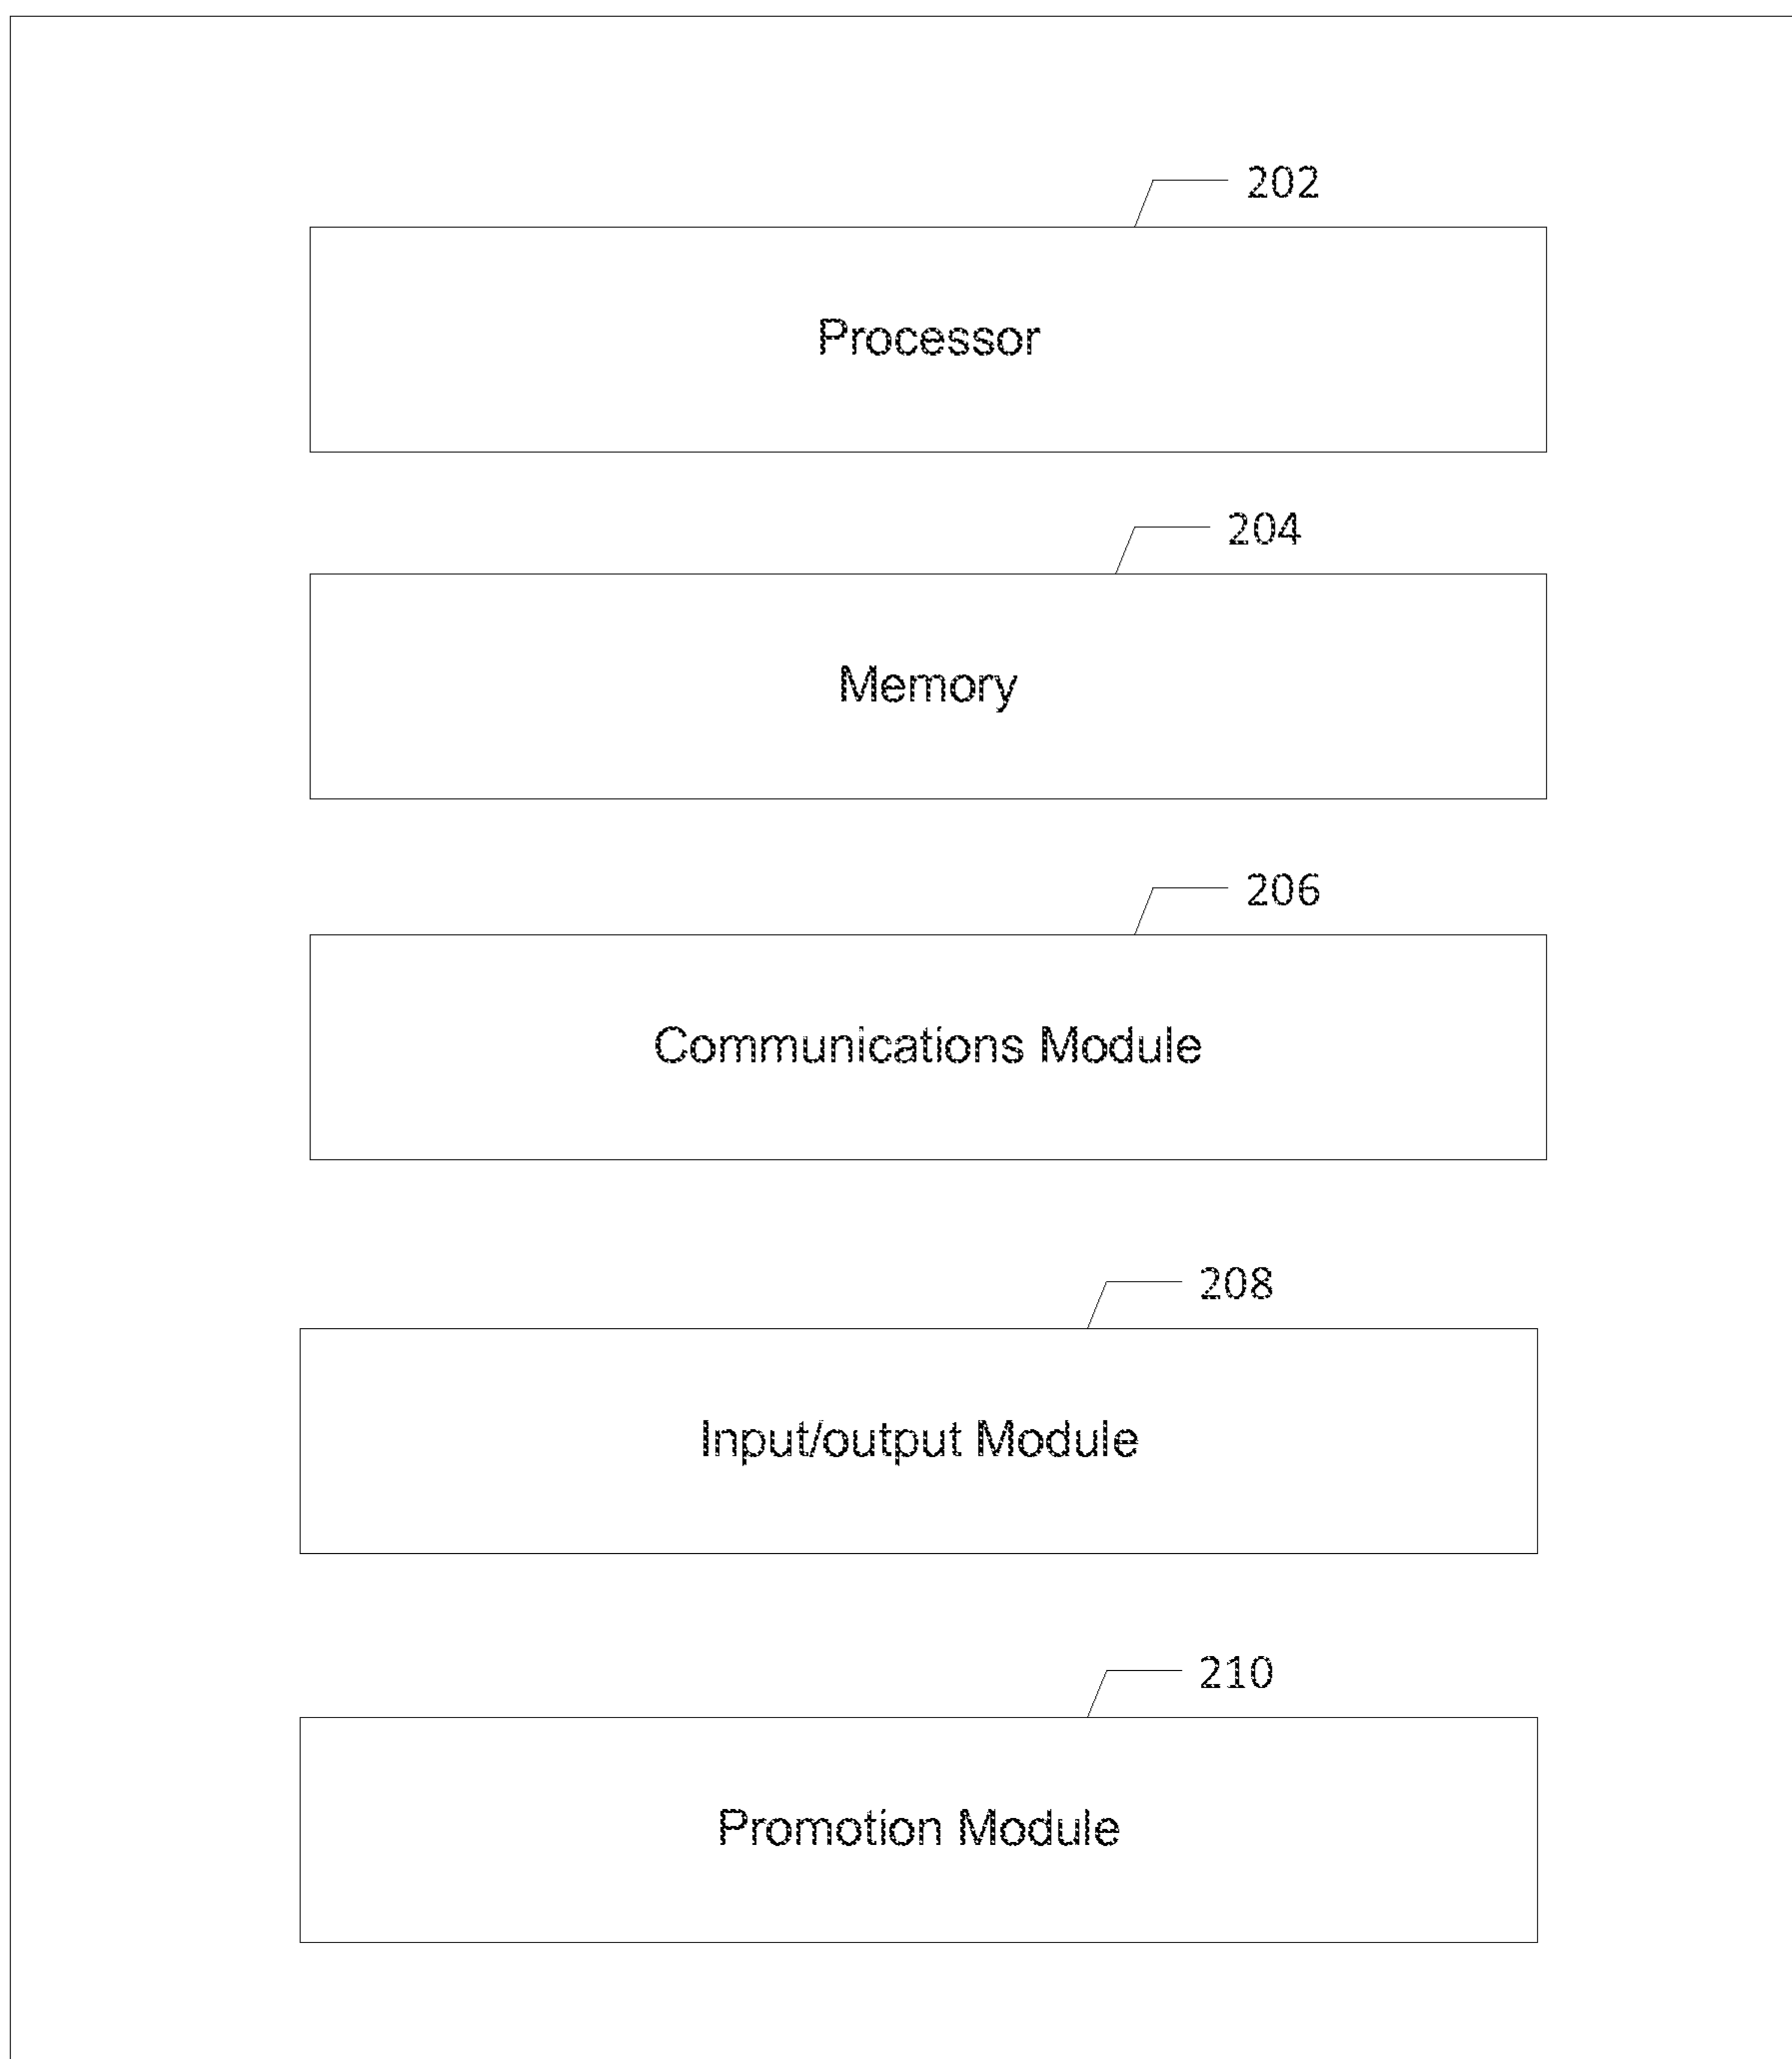 202
Processor
204
Memory
206
Communications Module
208
Input/output Module
210
Promotion Module